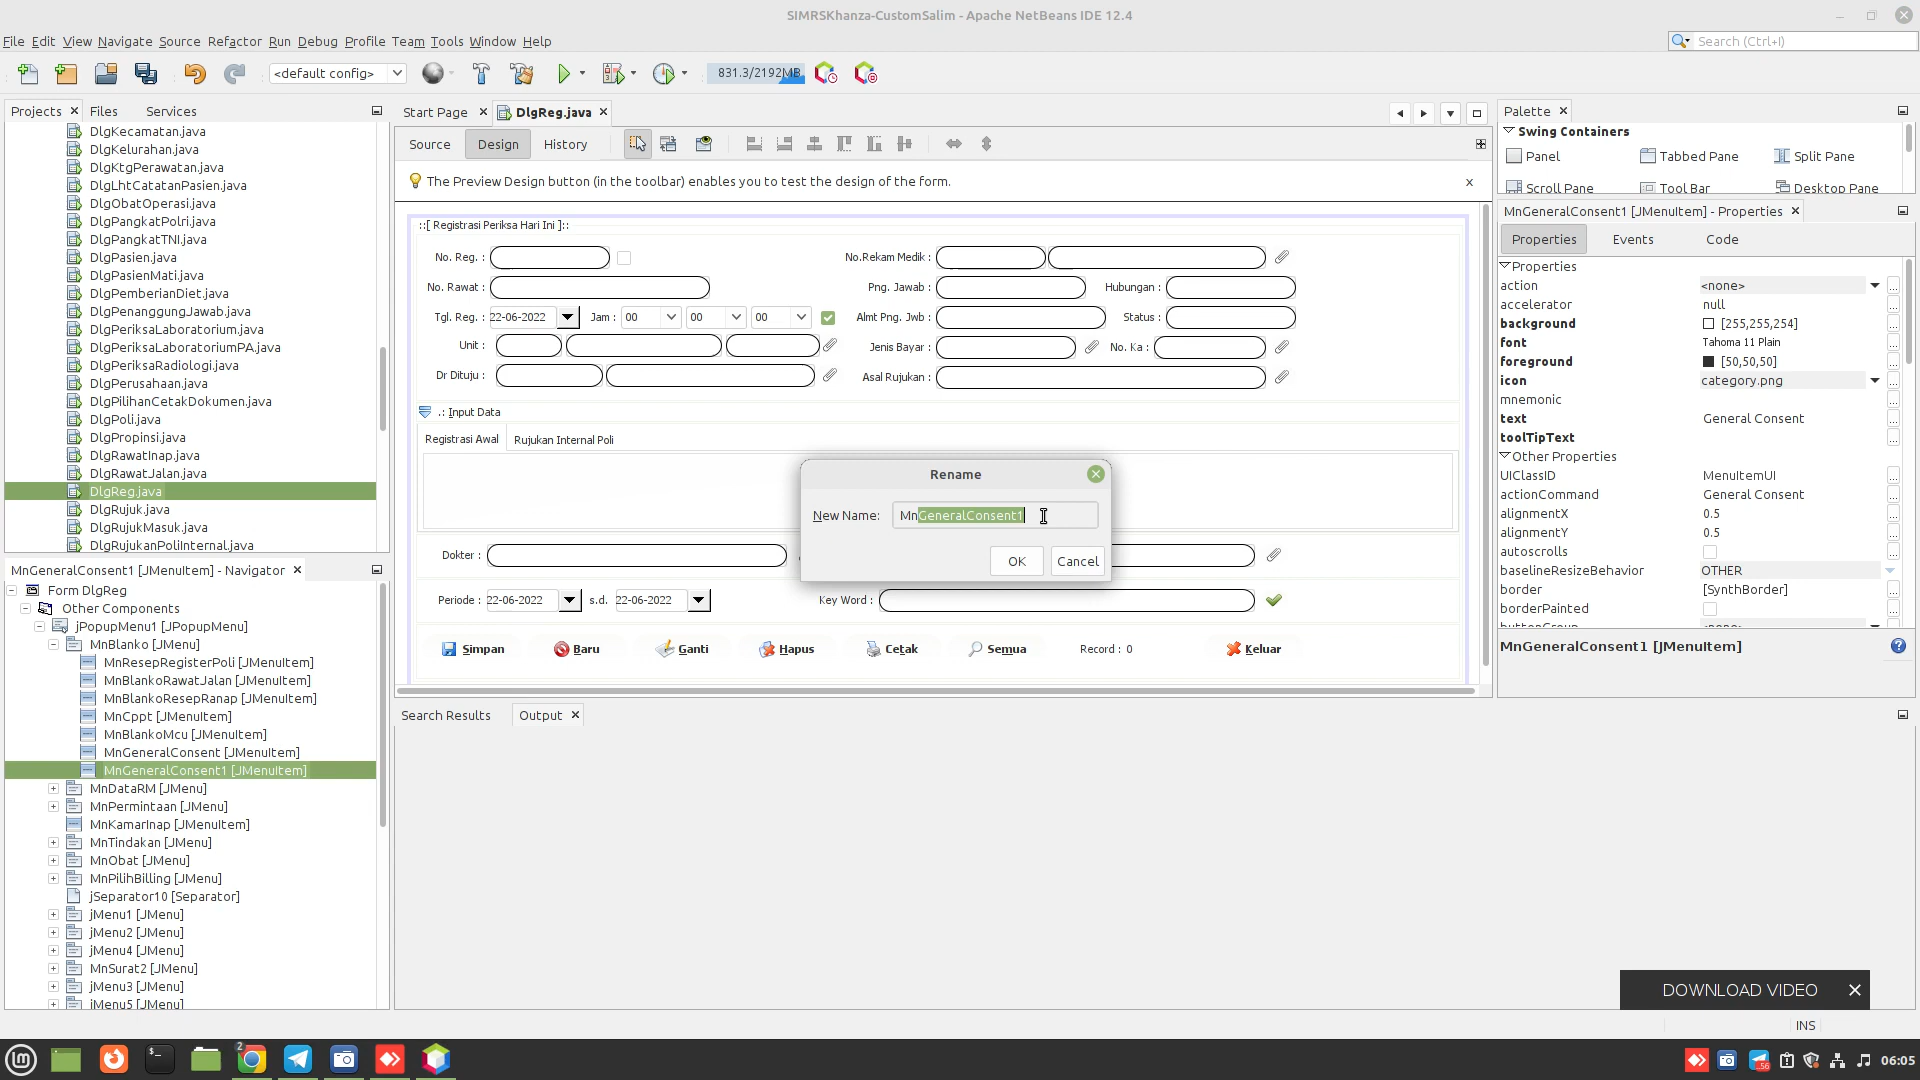 SIMRSKhanza-CustomSalim - Apache NetBeans IDE 12.4
File Edit View Navigate Source Refactor Run Debug Profile Team Tools Window Help
Search (Ctrl+I)
<default config>
831.3/2192MB
Projects Files Services
DlgKecamatan.java
DlgKelurahan.java
DlgKtgPerawatan.java
DlgLhtCatatanPasien.java
DlgObatOperasi.java
DlgPangkatPolri.java
DlgPangkatTNI.java
DlgPasien.java
DlgPasienMati.java
DlgPemberianDiet.java
DlgPenanggungJawab.java
DlgPeriksaLaboratorium.java
DlgPeriksaLaboratoriumPA.java
DlgPeriksaRadiologi.java
DlgPerusahaan.java
DlgPilihanCetakDokumen.java
DlgPoli.java
DlgPropinsi.java
DlgRawatInap.java
DlgRawatJalan.java
DlgReg.java
DlgRujuk.java
DlgRujukMasuk.java
DlgRujukanPoliInternal.java
MnGeneralConsent1 [JMenuItem] - Navigator
Form DlgReg
Other Components
jPopupMenu1 [JPopupMenu]
MnBlanko [JMenu]
MnResepRegisterPoli [JMenuItem]
MnBlankoRawatJalan [JMenuItem]
MnBlankoResepRanap [JMenuItem]
MnCppt [JMenuItem]
MnBlankoMcu [JMenuItem]
MnGeneralConsent [JMenuItem]
MnGeneralConsent1 [JMenuItem]
MnDataRM [JMenu]
MnPermintaan [JMenu]
MnKamarInap [JMenuItem]
MnTindakan [JMenu]
MnObat [JMenu]
MnPilihBilling [JMenu]
jSeparator10 [Separator]
jMenu1 [JMenu]
jMenu2 [JMenu]
jMenu4 [JMenu]
MnSurat2 [JMenu]
jMenu3 [JMenu]
jMenu5 [JMenu]
Start Page DlgReg.java
Source Design History
The Preview Design button (in the toolbar) enables you to test the design of the form.
x
::[ Registrasi Periksa Hari Ini ]::
No. Reg. : No.Rekam Medik :
No. Rawat : Png. Jawab : Hubungan :
Tgl. Reg. : 22-06-2022 Jam : 00 00 00 Almt Png. Jwb : Status :
Unit : Jenis Bayar : No. Ka :
Dr Dituju : Asal Rujukan :
.: Input Data
Registrasi Awal Rujukan Internal Poli
Rename
New Name: MnGeneralConsent1
OK Cancel
Dokter :
Periode : 22-06-2022 s.d. 22-06-2022 Key Word :
Simpan Baru Ganti Hapus Cetak Semua Record : 0 Keluar
Search Results Output
Palette
Swing Containers
Panel Tabbed Pane Split Pane
Scroll Pane Tool Bar Desktop Pane
MnGeneralConsent1 [JMenuItem] - Properties
Properties Events Code
Properties
action <none> ...
accelerator null ...
background [255,255,254] ...
font Tahoma 11 Plain ...
foreground [50,50,50] ...
icon category.png ...
mnemonic ...
text General Consent ...
toolTipText ...
Other Properties
UIClassID MenuItemUI ...
actionCommand General Consent ...
alignmentX 0.5 ...
alignmentY 0.5 ...
autoscrolls ...
baselineResizeBehavior OTHER
border [SynthBorder] ...
borderPainted ...
buttonGroup <none> ...
MnGeneralConsent1 [JMenuItem]
DOWNLOAD VIDEO
INS
2
56
06:05